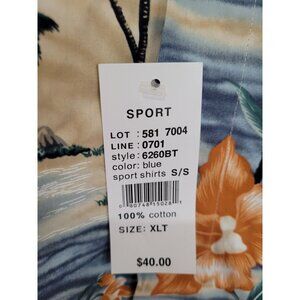 SPORT
LOT : 581 7004
LINE : 0701
style: 6260BT
color: blue
sport shirts S/S
100% cotton
SIZE: XLT
$40.00